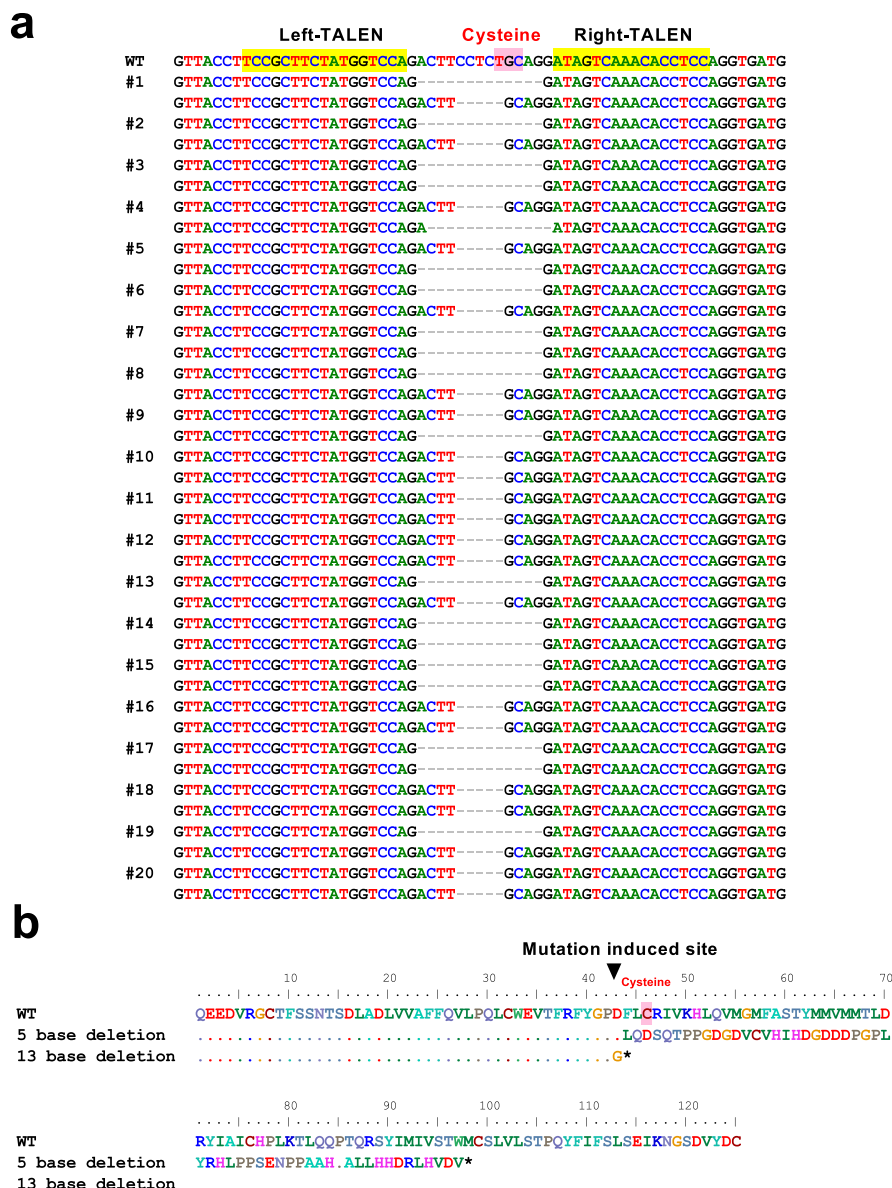 a
Left-TALEN Cysteine Right-TALEN
WT GTTACCTTCCGCTTCTATGGTCCAGACTTCCTCTGCAGGATAGTCAAACACCTCCAGGTGATG
#1 GTTACCTTCCGCTTCTATGGTCCAG-------------GATAGTCAAACACCTCCAGGTGATG
GTTACCTTCCGCTTCTATGGTCCAGACTT-----GCAGGATAGTCAAACACCTCCAGGTGATG
#2 GTTACCTTCCGCTTCTATGGTCCAG-------------GATAGTCAAACACCTCCAGGTGATG
GTTACCTTCCGCTTCTATGGTCCAGACTT-----GCAGGATAGTCAAACACCTCCAGGTGATG
#3 GTTACCTTCCGCTTCTATGGTCCAG-------------GATAGTCAAACACCTCCAGGTGATG
GTTACCTTCCGCTTCTATGGTCCAG-------------GATAGTCAAACACCTCCAGGTGATG
#4 GTTACCTTCCGCTTCTATGGTCCAGACTT-----GCAGGATAGTCAAACACCTCCAGGTGATG
GTTACCTTCCGCTTCTATGGTCCAGA-------------ATAGTCAAACACCTCCAGGTGATG
#5 GTTACCTTCCGCTTCTATGGTCCAGACTT-----GCAGGATAGTCAAACACCTCCAGGTGATG
GTTACCTTCCGCTTCTATGGTCCAG-------------GATAGTCAAACACCTCCAGGTGATG
#6 GTTACCTTCCGCTTCTATGGTCCAG-------------GATAGTCAAACACCTCCAGGTGATG
GTTACCTTCCGCTTCTATGGTCCAGACTT-----GCAGGATAGTCAAACACCTCCAGGTGATG
#7 GTTACCTTCCGCTTCTATGGTCCAG-------------GATAGTCAAACACCTCCAGGTGATG
GTTACCTTCCGCTTCTATGGTCCAG-------------GATAGTCAAACACCTCCAGGTGATG
#8 GTTACCTTCCGCTTCTATGGTCCAG-------------GATAGTCAAACACCTCCAGGTGATG
GTTACCTTCCGCTTCTATGGTCCAGACTT-----GCAGGATAGTCAAACACCTCCAGGTGATG
#9 GTTACCTTCCGCTTCTATGGTCCAGACTT-----GCAGGATAGTCAAACACCTCCAGGTGATG
GTTACCTTCCGCTTCTATGGTCCAG-------------GATAGTCAAACACCTCCAGGTGATG
#10 GTTACCTTCCGCTTCTATGGTCCAGACTT-----GCAGGATAGTCAAACACCTCCAGGTGATG
GTTACCTTCCGCTTCTATGGTCCAGACTT-----GCAGGATAGTCAAACACCTCCAGGTGATG
#11 GTTACCTTCCGCTTCTATGGTCCAGACTT-----GCAGGATAGTCAAACACCTCCAGGTGATG
GTTACCTTCCGCTTCTATGGTCCAGACTT-----GCAGGATAGTCAAACACCTCCAGGTGATG
#12 GTTACCTTCCGCTTCTATGGTCCAGACTT-----GCAGGATAGTCAAACACCTCCAGGTGATG
GTTACCTTCCGCTTCTATGGTCCAGACTT-----GCAGGATAGTCAAACACCTCCAGGTGATG
#13 GTTACCTTCCGCTTCTATGGTCCAG-------------GATAGTCAAACACCTCCAGGTGATG
GTTACCTTCCGCTTCTATGGTCCAGACTT-----GCAGGATAGTCAAACACCTCCAGGTGATG
#14 GTTACCTTCCGCTTCTATGGTCCAG-------------GATAGTCAAACACCTCCAGGTGATG
GTTACCTTCCGCTTCTATGGTCCAG-------------GATAGTCAAACACCTCCAGGTGATG
#15 GTTACCTTCCGCTTCTATGGTCCAG-------------GATAGTCAAACACCTCCAGGTGATG
GTTACCTTCCGCTTCTATGGTCCAG-------------GATAGTCAAACACCTCCAGGTGATG
#16 GTTACCTTCCGCTTCTATGGTCCAGACTT-----GCAGGATAGTCAAACACCTCCAGGTGATG
GTTACCTTCCGCTTCTATGGTCCAGACTT-----GCAGGATAGTCAAACACCTCCAGGTGATG
#17 GTTACCTTCCGCTTCTATGGTCCAG-------------GATAGTCAAACACCTCCAGGTGATG
GTTACCTTCCGCTTCTATGGTCCAG-------------GATAGTCAAACACCTCCAGGTGATG
#18 GTTACCTTCCGCTTCTATGGTCCAGACTT-----GCAGGATAGTCAAACACCTCCAGGTGATG
GTTACCTTCCGCTTCTATGGTCCAGACTT-----GCAGGATAGTCAAACACCTCCAGGTGATG
#19 GTTACCTTCCGCTTCTATGGTCCAG-------------GATAGTCAAACACCTCCAGGTGATG
GTTACCTTCCGCTTCTATGGTCCAGACTT-----GCAGGATAGTCAAACACCTCCAGGTGATG
#20 GTTACCTTCCGCTTCTATGGTCCAGACTT-----GCAGGATAGTCAAACACCTCCAGGTGATG
GTTACCTTCCGCTTCTATGGTCCAGACTT-----GCAGGATAGTCAAACACCTCCAGGTGATG
b
Mutation induced site
Cysteine
10 20 30 40 50 60 70
WT QEEDVRGCTFSSNTSDLADLVVAFFQVLPQLCWEVTFRFYGPDFLCRIVKHLQVMGMFASTYMMVMMTLD
5 base deletion ...........................................LQDSQTPPGDGDVCVHIHDGDDDPGPL
13 base deletion ..........................................G*
80 90 100 110 120
WT RYIAICHPLKTLQQPTQRSYIMIVSTWMCSLVLSTPQYFIFSLSEIKNGSDVYDC
5 base deletion YRHLPPSENPPAAH.ALLHHDRLHVDV*
13 base deletion